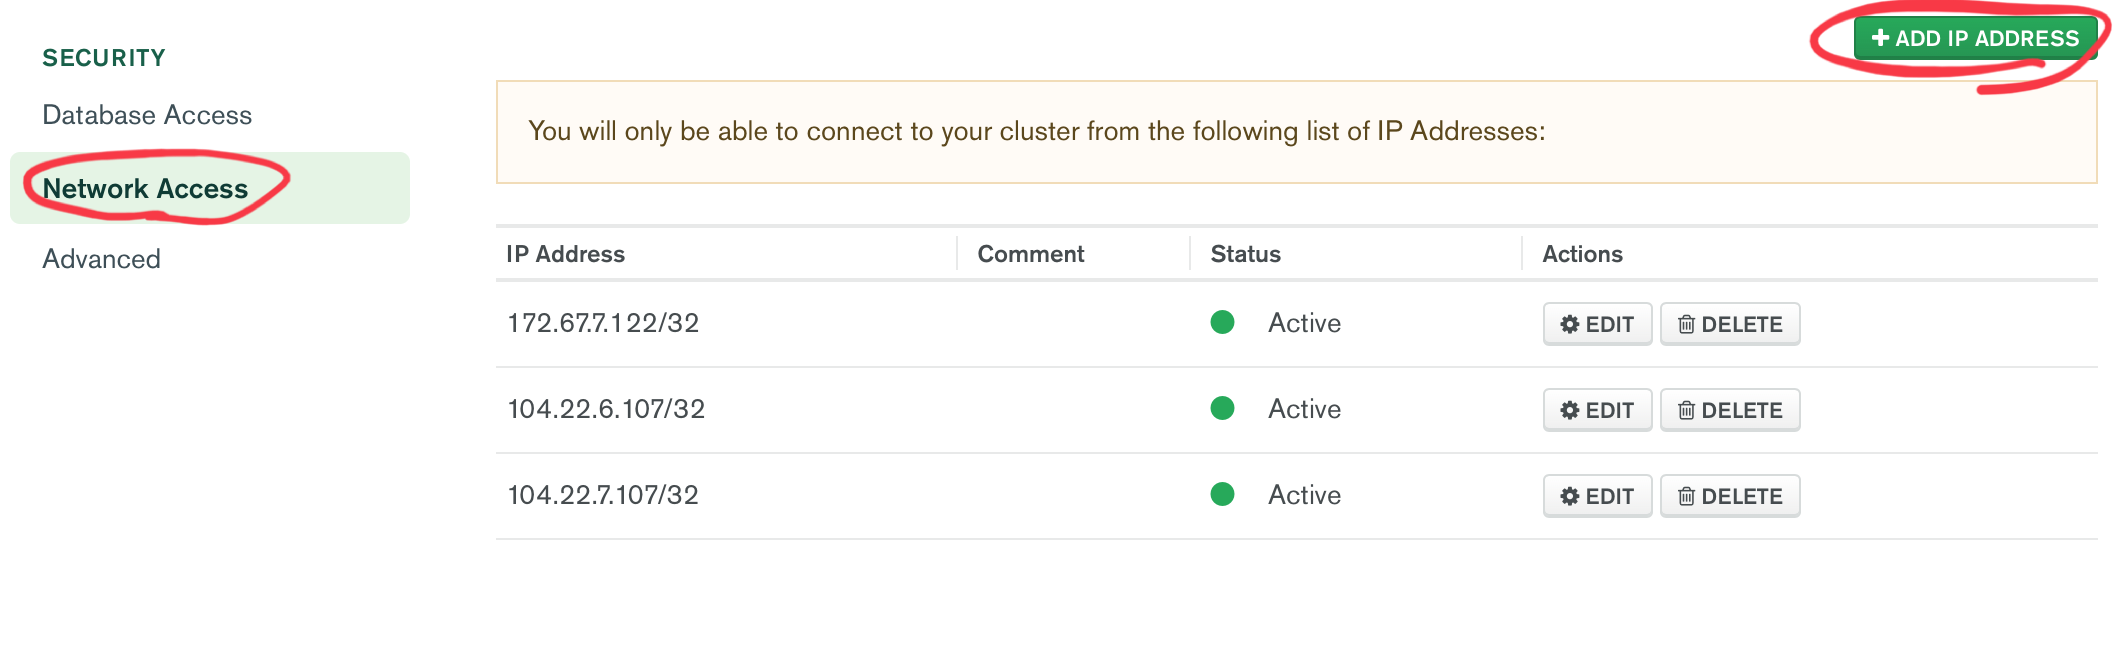 SECURITY
Database Access
Network Access
Advanced
ADD IP ADDRESS
You will only be able to connect to your cluster from the following list of IP Addresses:
IP Address Comment Status Actions
172.67.7.122/32 Active EDIT DELETE
104.22.6.107/32 Active EDIT DELETE
104.22.7.107/32 Active EDIT DELETE